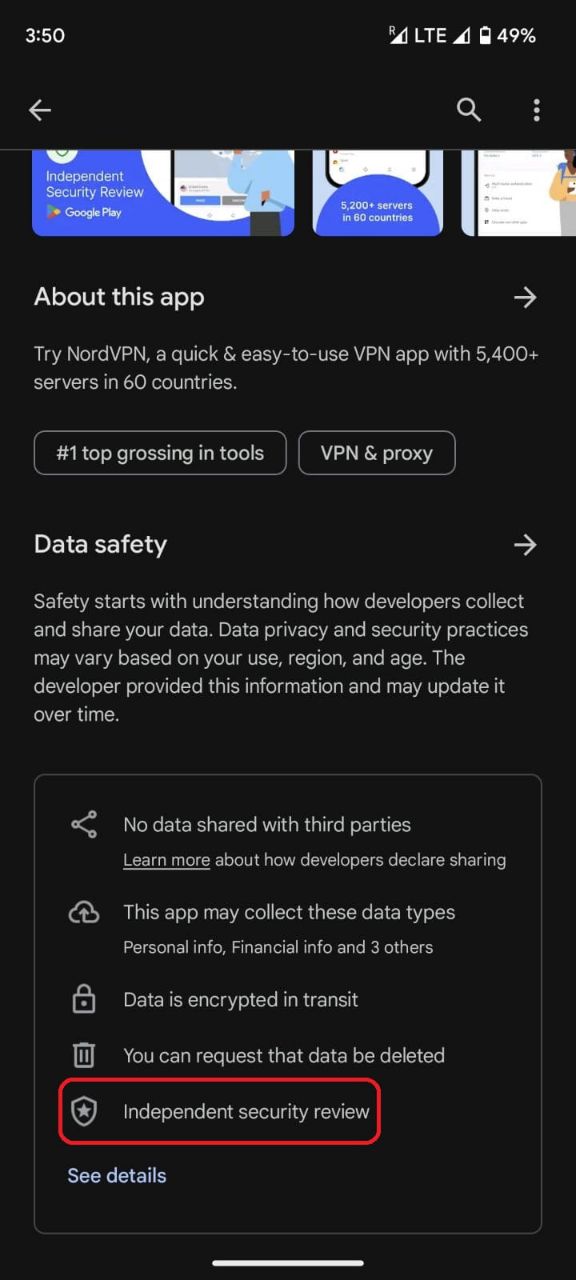 3:50 R LTE 49%
Independent
Security Review
Google Play
5,200+ servers
in 60 countries
About this app
Try NordVPN, a quick & easy-to-use VPN app with 5,400+
servers in 60 countries.
#1 top grossing in tools
VPN & proxy
Data safety
Safety starts with understanding how developers collect
and share your data. Data privacy and security practices
may vary based on your use, region, and age. The
developer provided this information and may update it
over time.
No data shared with third parties
Learn more about how developers declare sharing
This app may collect these data types
Personal info, Financial info and 3 others
Data is encrypted in transit
You can request that data be deleted
Independent security review
See details